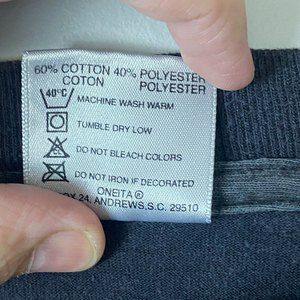 60% COTTON 40% POLYESTER
COTON POLYESTER
40°C MACHINE WASH WARM
TUMBLE DRY LOW
DO NOT BLEACH COLORS
DO NOT IRON IF DECORATED
ONEITA ®
24, ANDREWS,S.C. 29510